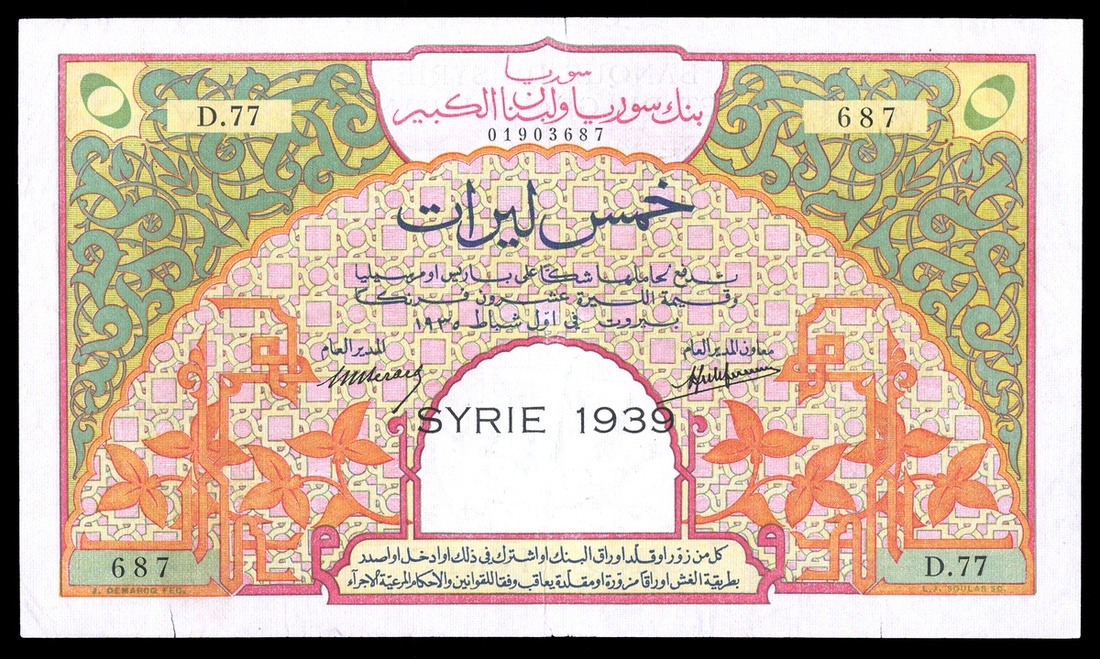 سوريا
بنك سوريا ولبنان الكبير
D.77
01903687
687
خمس ليرات
تدفع لحاملها شكًا على باريس او مرسيليا
وقيمة الليرة عشرون فرنكا
بيروت في اول شباط ١٩٣٥
المدير العام
معاون المدير العام
SYRIE 1939
كل من زور او قلد اوراق البنك او اشترك في ذلك او ادخل او اصدر
بطريقة الغش اوراقا مزورة او مقلدة يعاقب وفقا للقوانين والاحكام المرعية الاجراء
687
D.77
J. DEMAROQ FEC.
L.J. SOULAS SC.